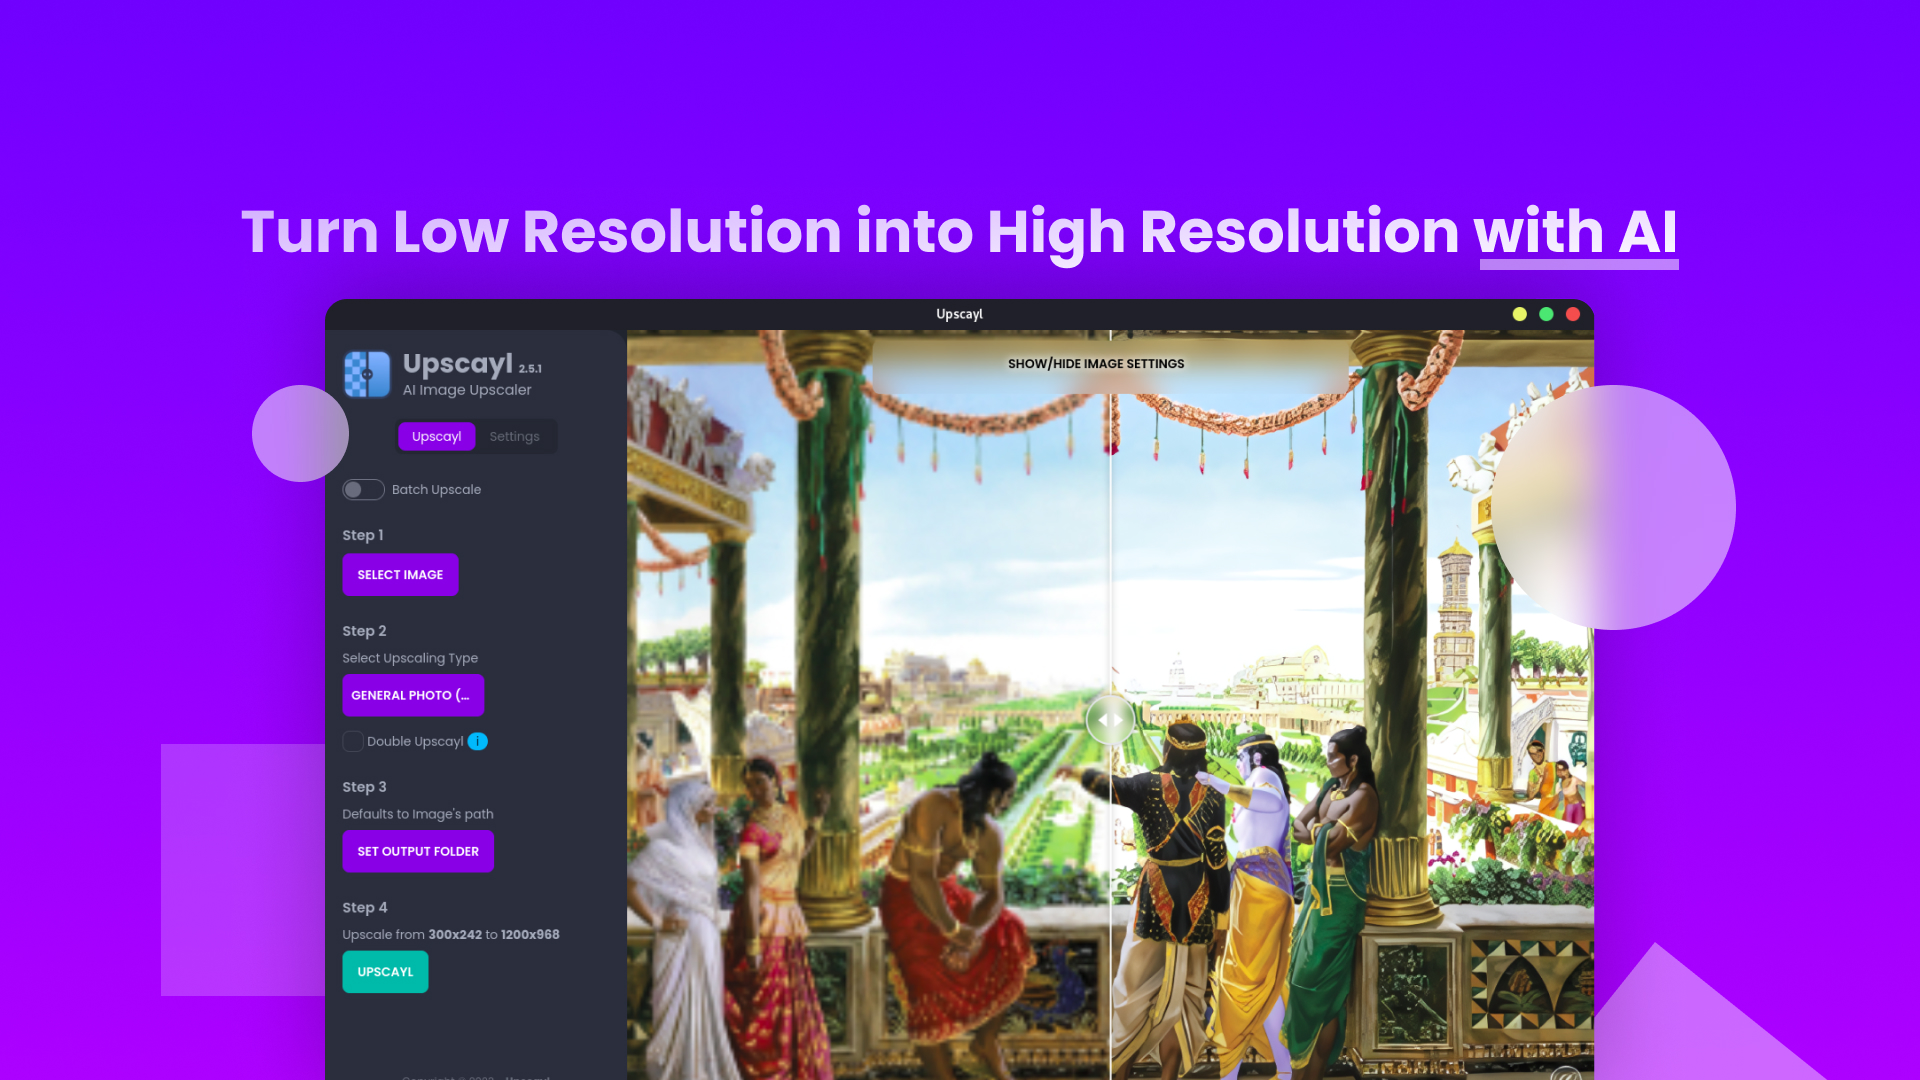 Turn Low Resolution into High Resolution with AI
Upscayl
Upscayl 2.5.1
AI Image Upscaler
Upscayl Settings
Batch Upscale
Step 1
SELECT IMAGE
Step 2
Select Upscaling Type
GENERAL PHOTO (...
Double Upscayl i
Step 3
Defaults to Image's path
SET OUTPUT FOLDER
Step 4
Upscale from 300x242 to 1200x968
UPSCAYL
SHOW/HIDE IMAGE SETTINGS